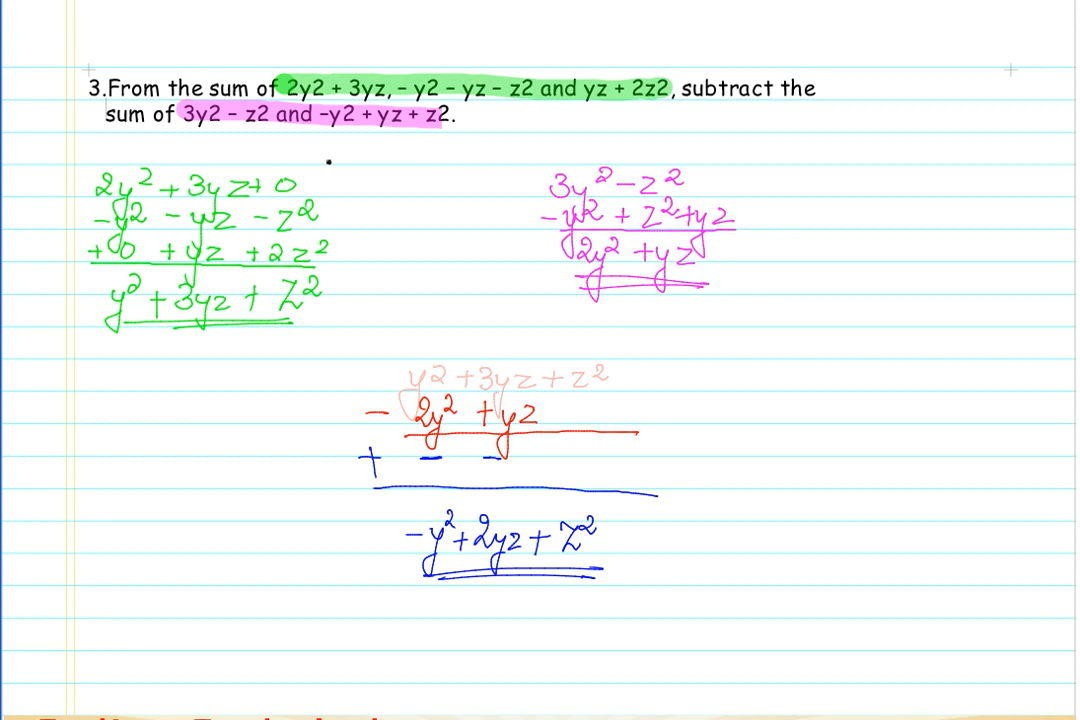 3.From the sum of 2y2 + 3yz, - y2 - yz - z2 and yz + 2z2, subtract the
sum of 3y2 - z2 and -y2 + yz + z2.
2y² + 3yz + 0
-y2 - yz - z²
+ 0 + yz + 2z²
y² + 3yz + z²
3y² - z²
-y2 + z² + yz
2y² + yz
y2 + 3yz + z²
- 2y² + yz
+ - -
-y² + 2yz + z²